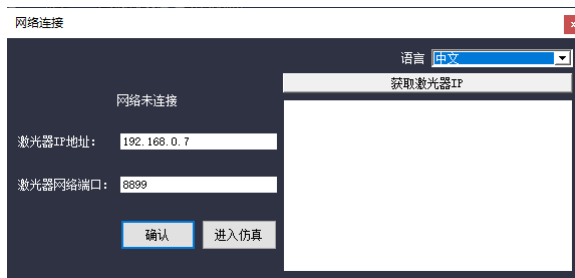 网络连接
语言 中文
获取激光器IP
网络未连接
激光器IP地址： 192.168.0.7
激光器网络端口： 8899
确认 进入仿真